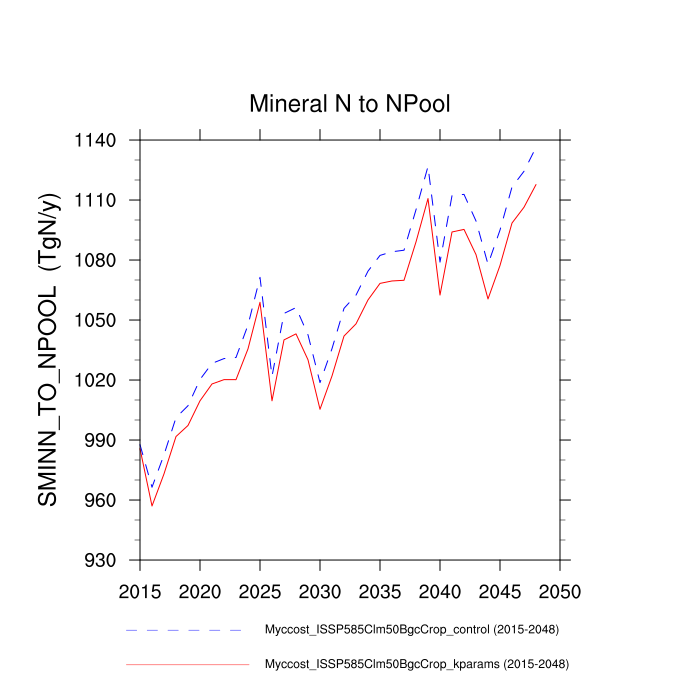 Mineral N to NPool
SMINN_TO_NPOOL (TgN/y)
1140
1110
1080
1050
1020
990
960
930
2015 2020 2025 2030 2035 2040 2045 2050
Myccost_ISSP585Clm50BgcCrop_control (2015-2048)
Myccost_ISSP585Clm50BgcCrop_kparams (2015-2048)